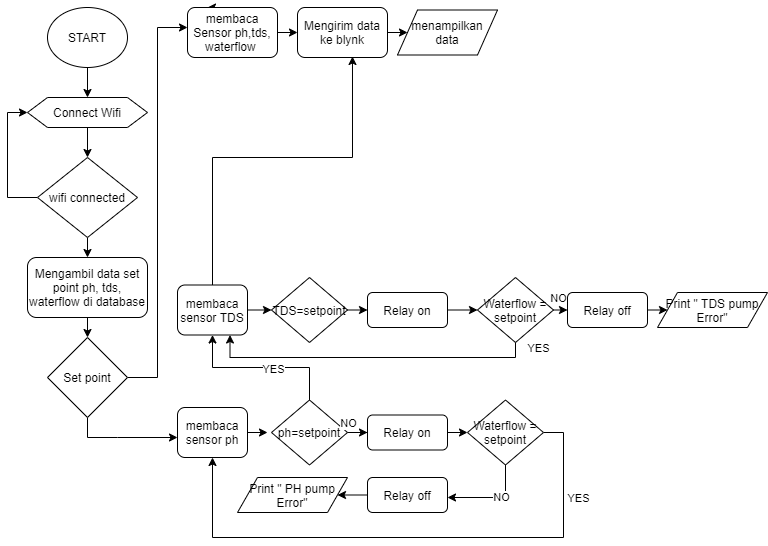 START
membaca
Sensor ph,tds,
waterflow
Mengirim data
ke blynk
menampilkan
data
Connect Wifi
wifi connected
Mengambil data set
point ph, tds,
waterflow di database
Set point
membaca
sensor TDS
TDS=setpoint
Relay on
Waterflow =
setpoint
NO
Relay off
Print " TDS pump
Error"
YES
YES
membaca
sensor ph
ph=setpoint
NO
Relay on
Waterflow =
setpoint
Print " PH pump
Error"
Relay off
NO
YES